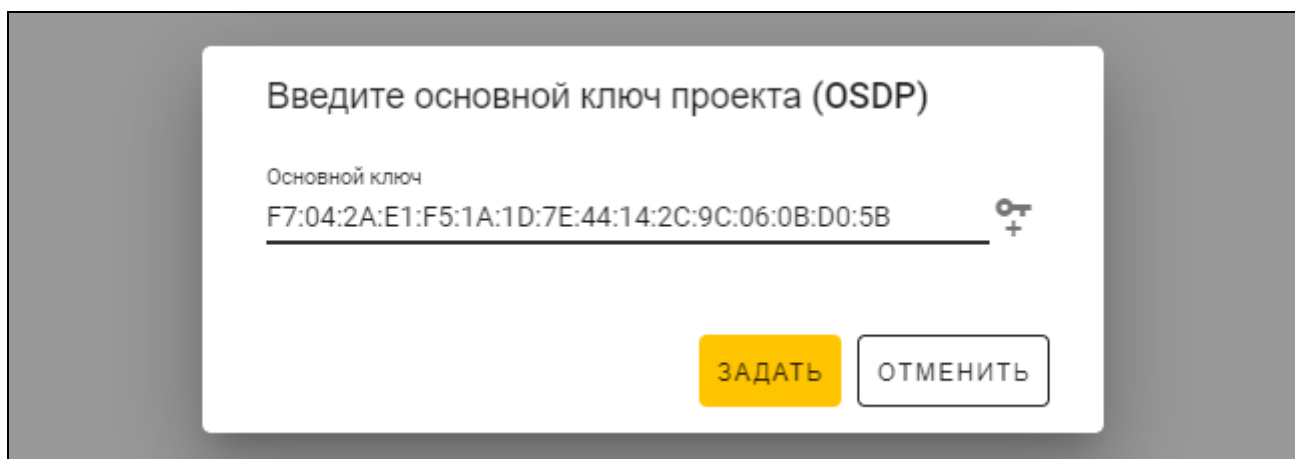 Введите основной ключ проекта (OSDP)
Основной ключ
F7:04:2A:E1:F5:1A:1D:7E:44:14:2C:9C:06:0B:D0:5B
ЗАДАТЬ ОТМЕНИТЬ